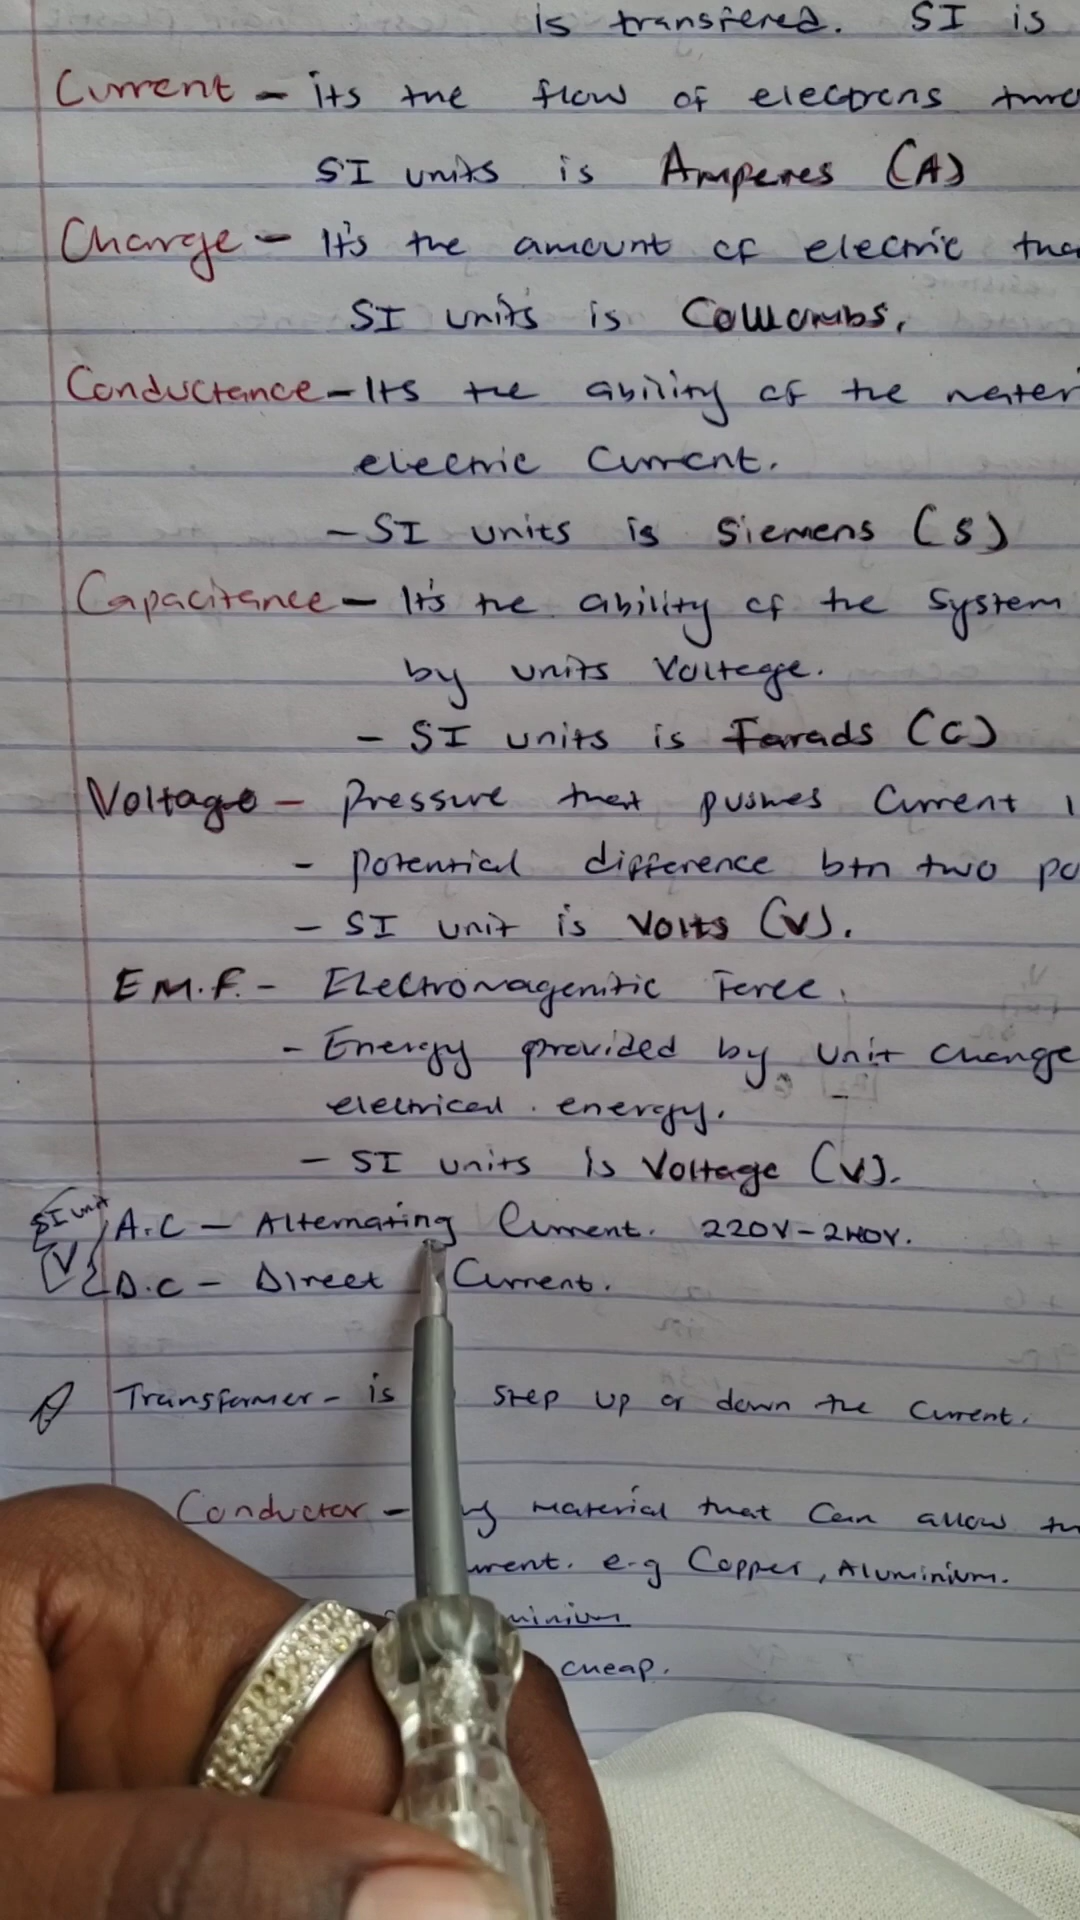 is transfered. SI is
Current - its the flow of electrons
SI units is Amperes (A)
Charge - It's the amount of electric
SI units is Coulombs.
Conductance - Its the ability of the
electric Current.
- SI units is Siemens (S)
Capacitance - It's the ability of the System
by units Voltage.
- SI units is Farads (C)
Voltage - Pressure that pushes Current
- potential difference btn two
- SI unit is Volts (V).
E.M.F. - Electromagenitic Force.
- Energy provided by unit change
electrical energy.
- SI units is Voltage (V).
SI unit A.C - Alternating Current. 220V - 240V.
(V) D.C - Direct Current.
Transformer - is step up or down the Current.
Conductor - material that can allow
e-g Copper, Aluminium.
cheap.